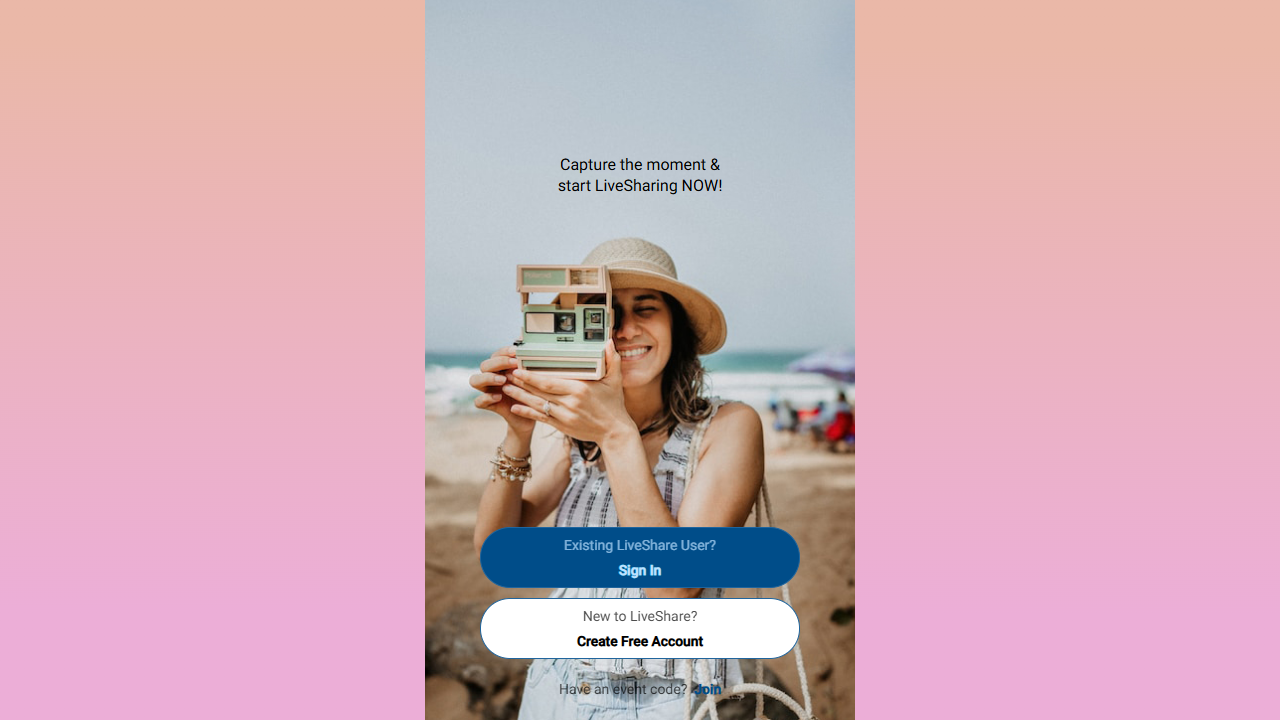 Capture the moment &
start LiveSharing NOW!
Existing LiveShare User?
Sign In
New to LiveShare?
Create Free Account
Have an event code? Join